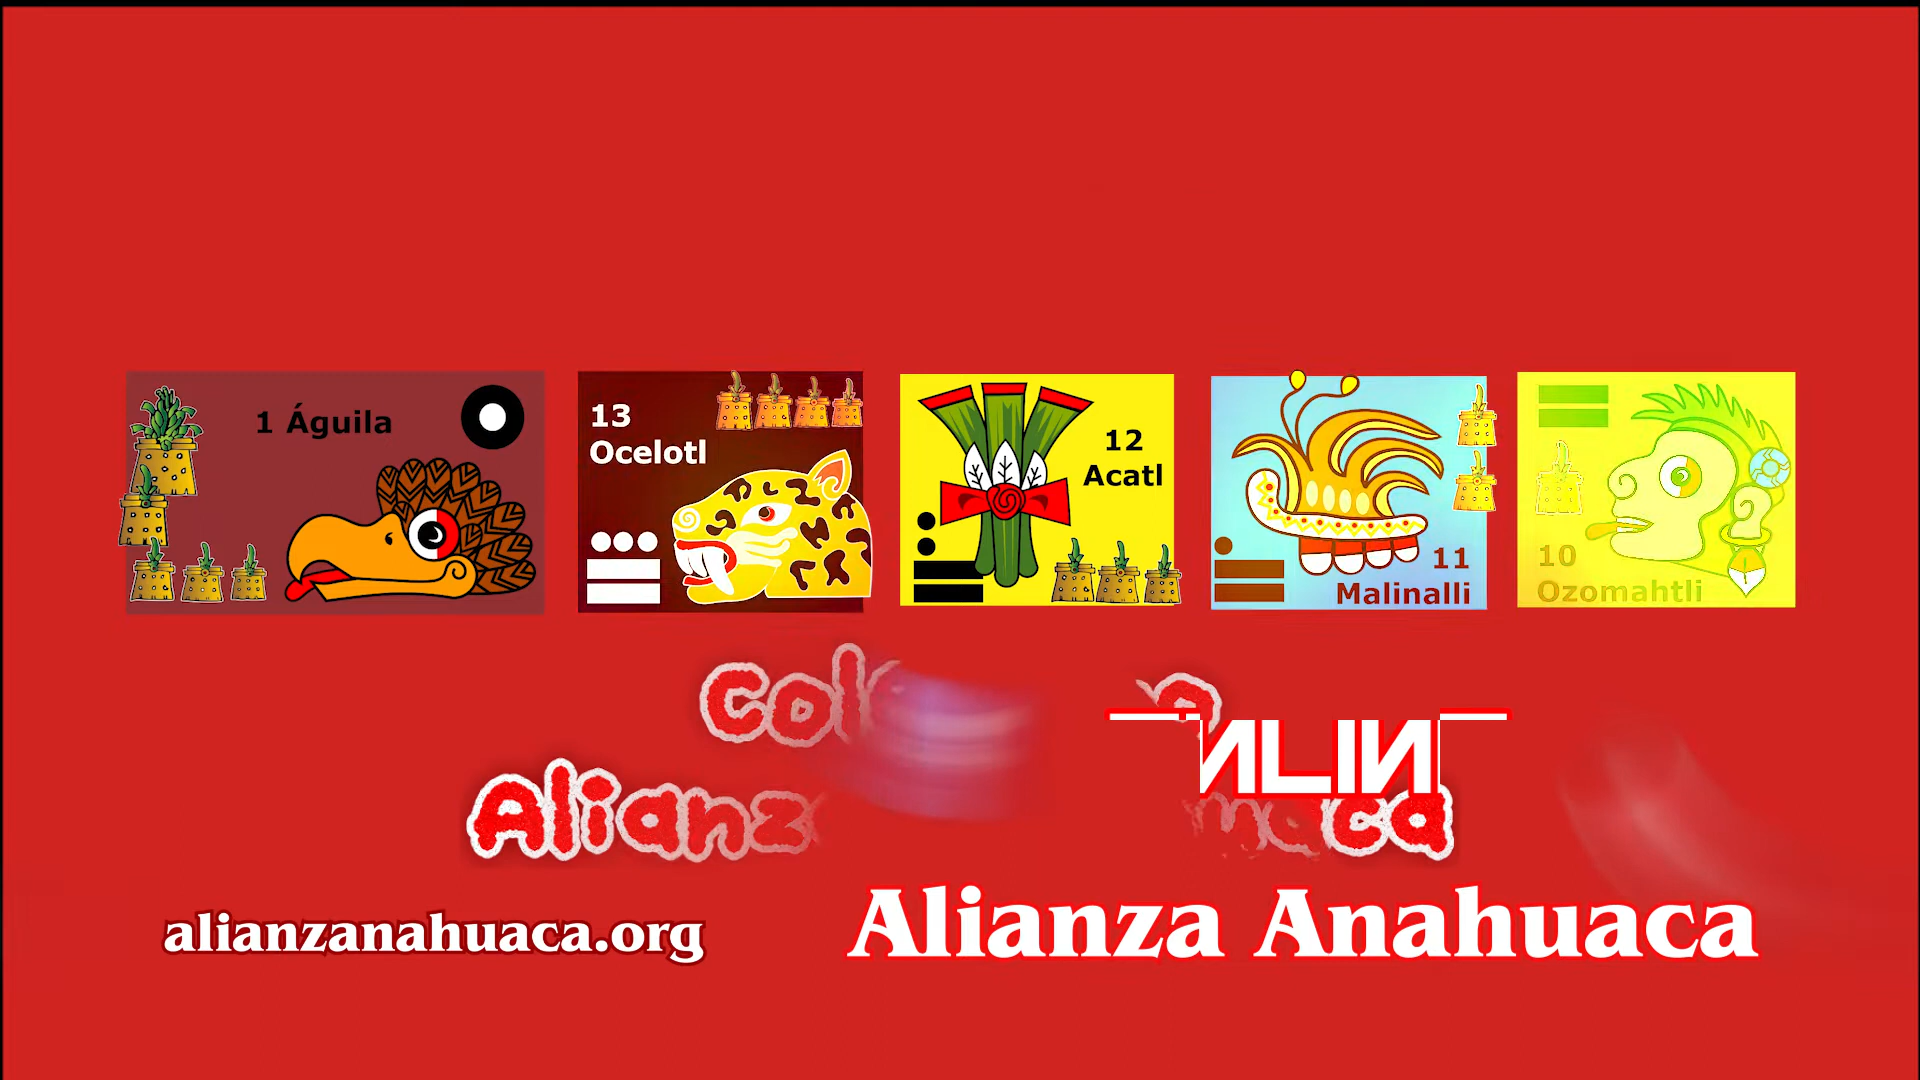 1 Águila
13
Ocelotl
12
Acatl
11
Malinalli
10
Ozomahtli
alianzanahuaca.org
Alianza Anahuaca